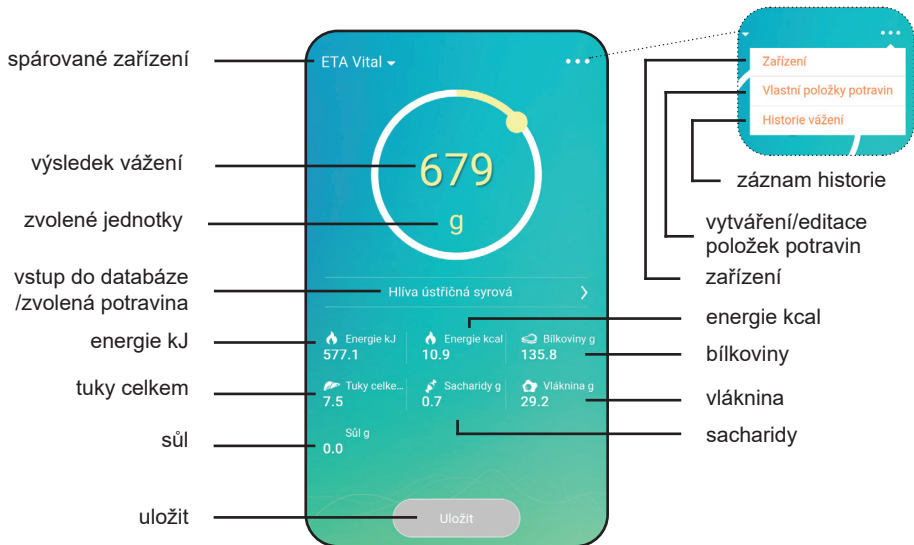 spárované zařízení
výsledek vážení
zvolené jednotky
vstup do databáze
/zvolená potravina
energie kJ
tuky celkem
sůl
uložit
ETA Vital
679
g
Hlíva ústřičná syrová
Energie kJ
577.1
Energie kcal
10.9
Bílkoviny g
135.8
Tuky celke...
7.5
Sacharidy g
0.7
Vláknina g
29.2
Sůl g
0.0
Uložit
Zařízení
Vlastní položky potravin
Historie vážení
záznam historie
vytváření/editace
položek potravin
zařízení
energie kcal
bílkoviny
vláknina
sacharidy